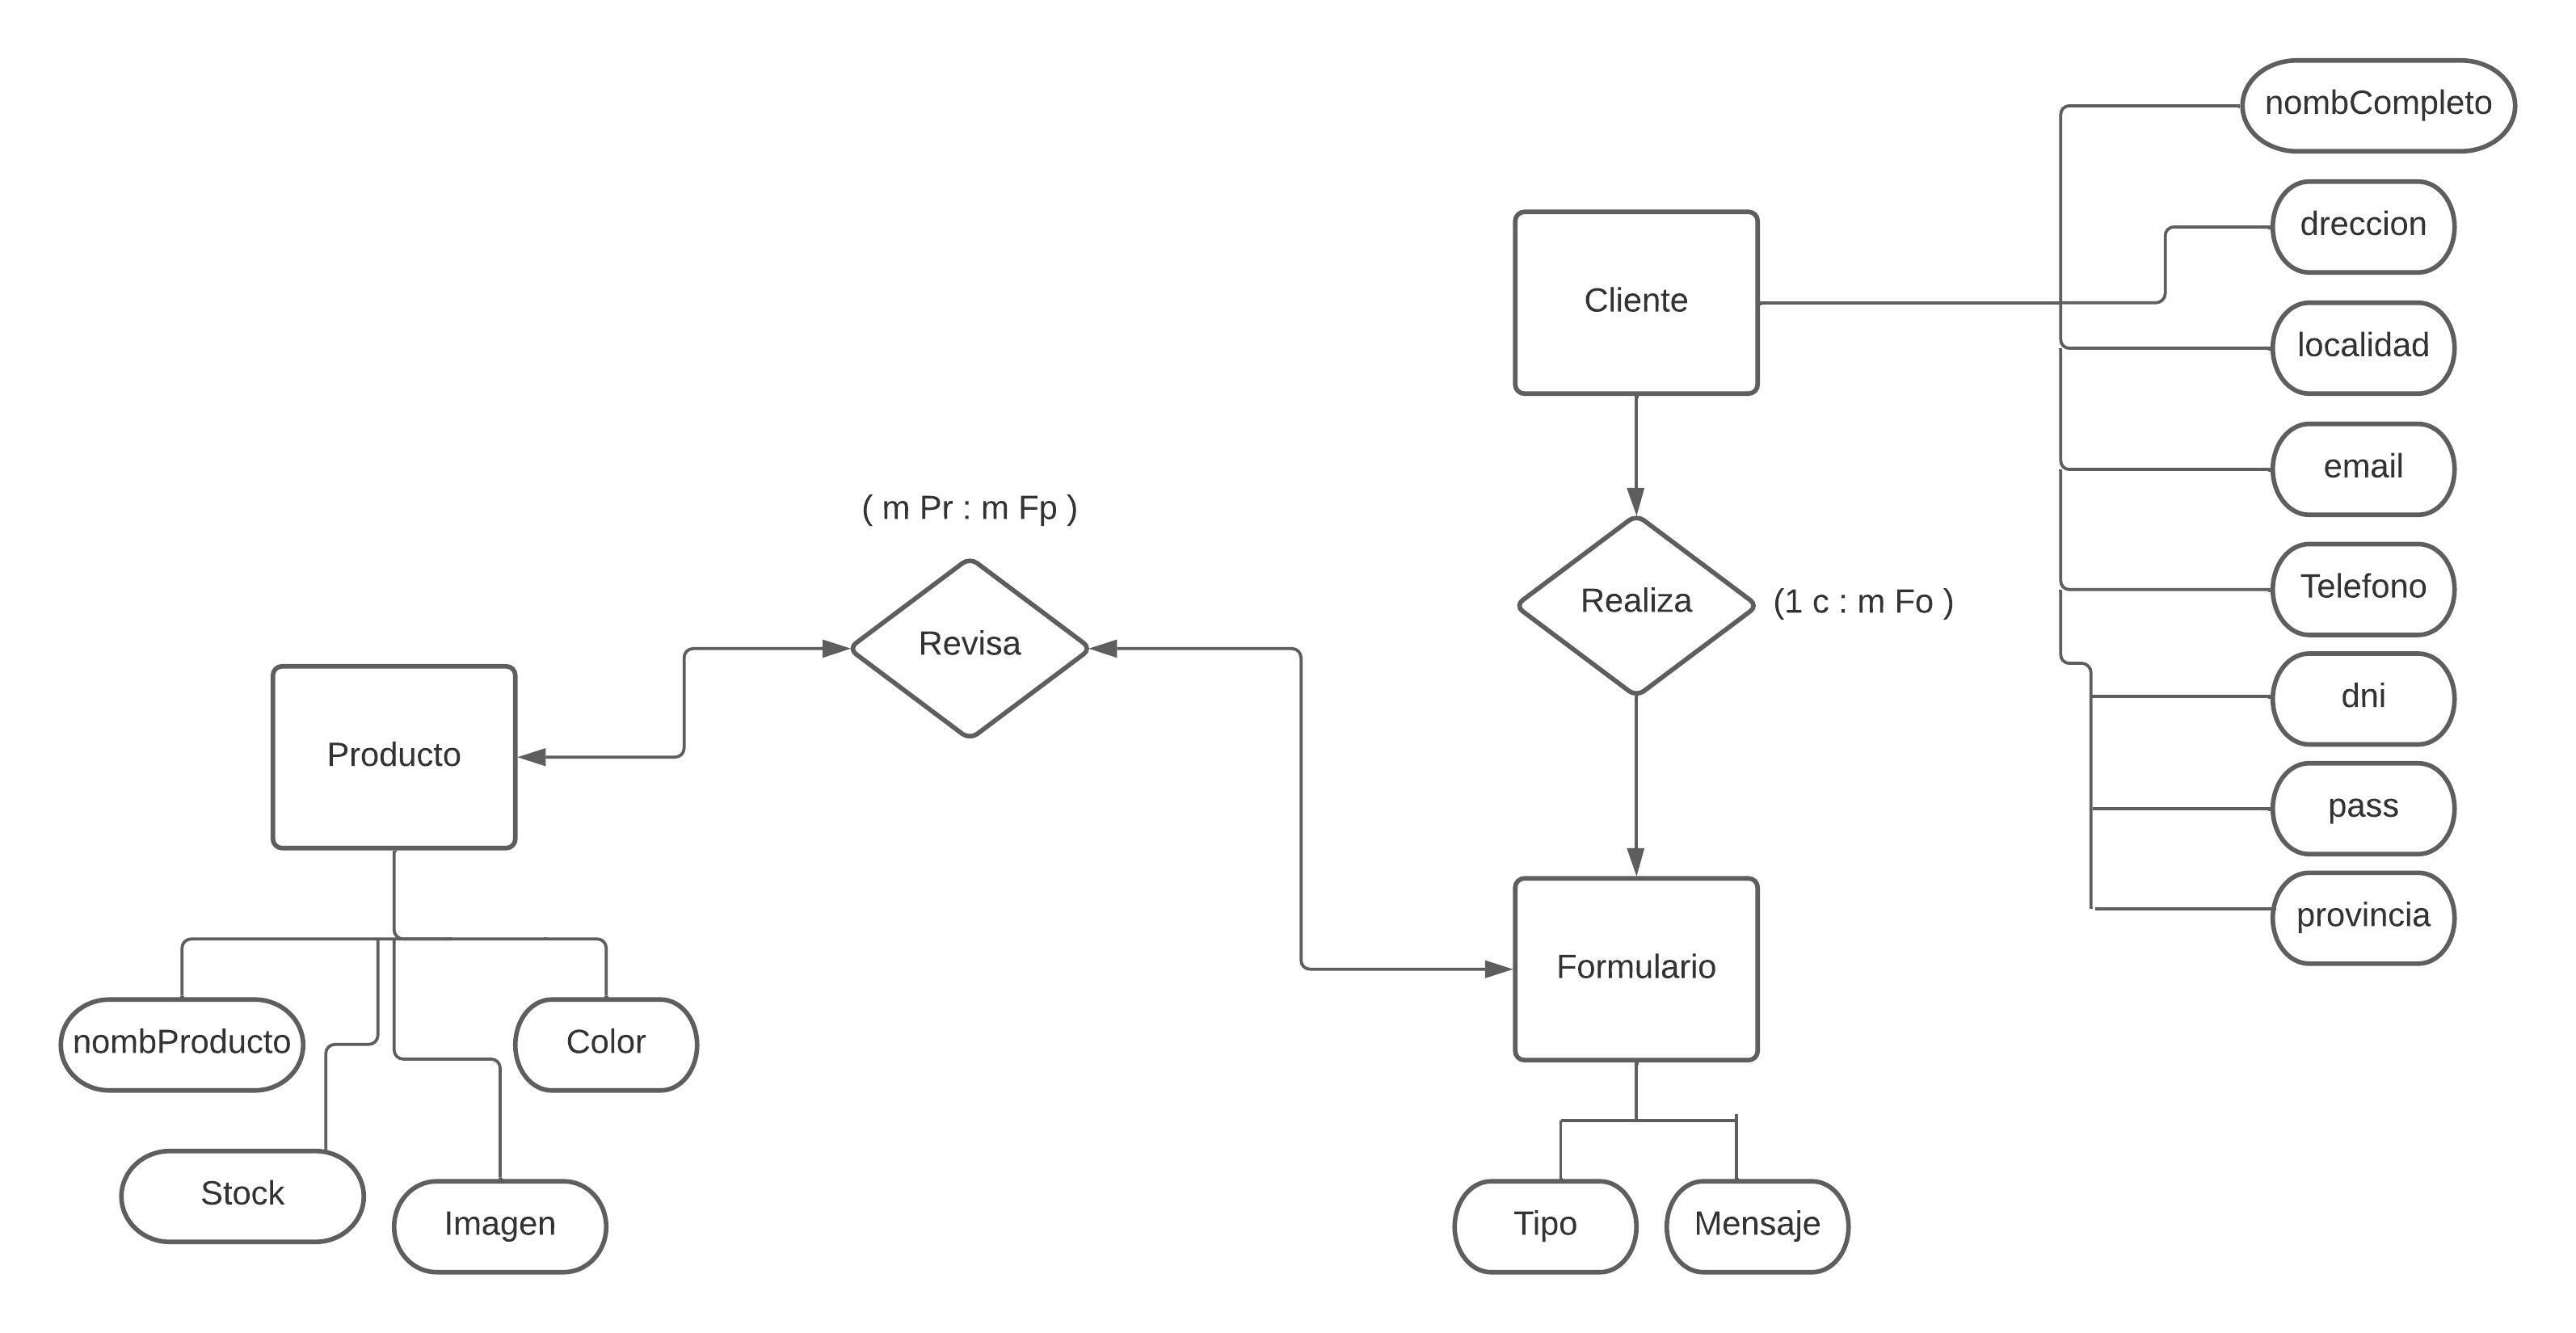 nombCompleto
dreccion
Cliente
localidad
email
( m Pr : m Fp )
Telefono
Realiza
(1 c : m Fo )
Revisa
dni
Producto
pass
provincia
Formulario
nombProducto
Color
Stock
Imagen
Tipo
Mensaje